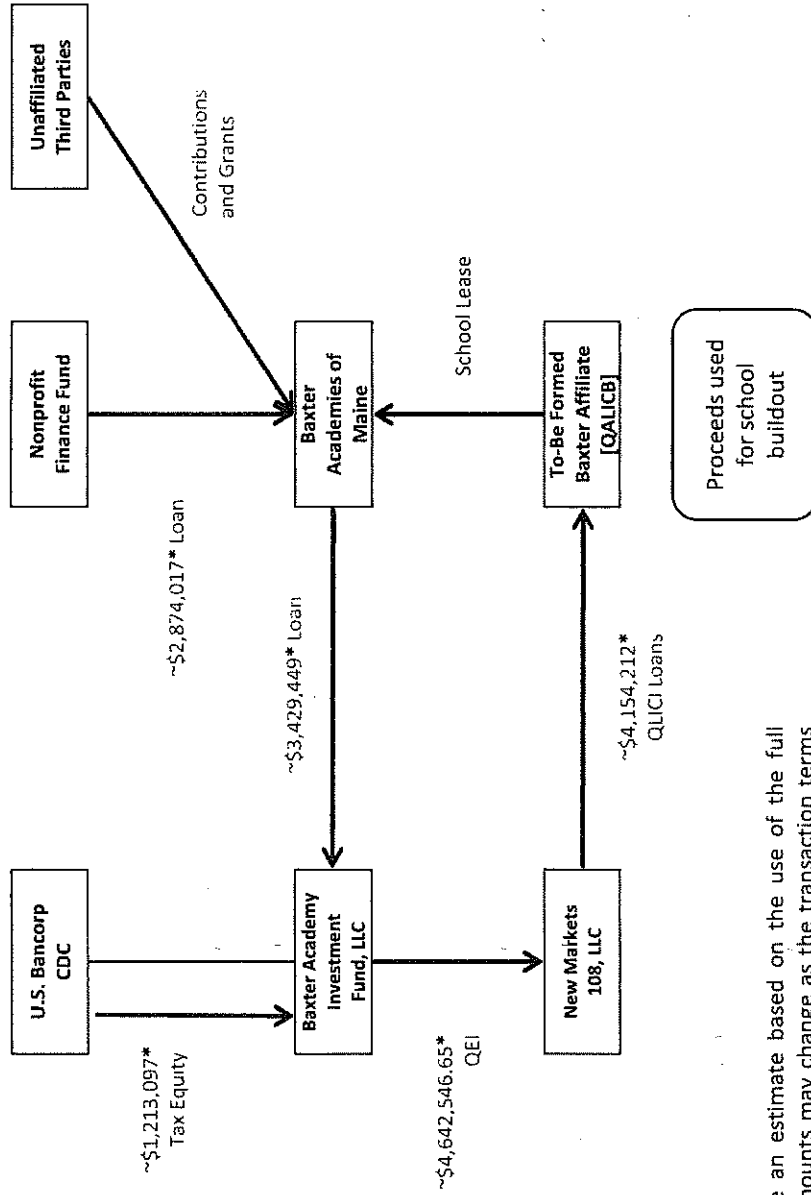 U.S. Bancorp
CDC
Nonprofit
Finance Fund
Unaffiliated
Third Parties
~$1,213,097*
Tax Equity
~$2,874,017* Loan
Contributions
and Grants
Baxter Academy
Investment
Fund, LLC
~$3,429,449* Loan
Baxter
Academies of
Maine
~$4,642,546.65*
QEI
School Lease
New Markets
108, LLC
~$4,154,212*
QLICI Loans
To-Be Formed
Baxter Affiliate
[QALICB]
Proceeds used
for school
buildout
an estimate based on the use of the full
may change as the transaction terms